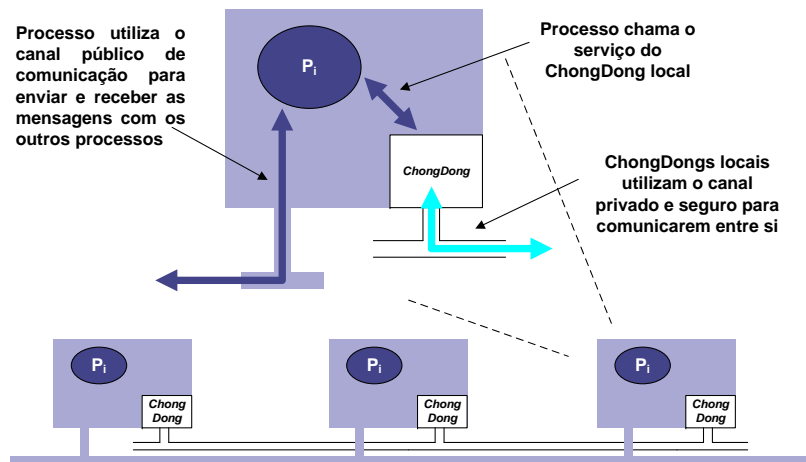 Processo utiliza o
canal público de
comunicação para
enviar e receber as
mensagens com os
outros processos
Pi
Processo chama o
serviço do
ChongDong local
ChongDong
ChongDongs locais
utilizam o canal
privado e seguro para
comunicarem entre si
Pi
Chong
Dong
Pi
Chong
Dong
Pi
Chong
Dong